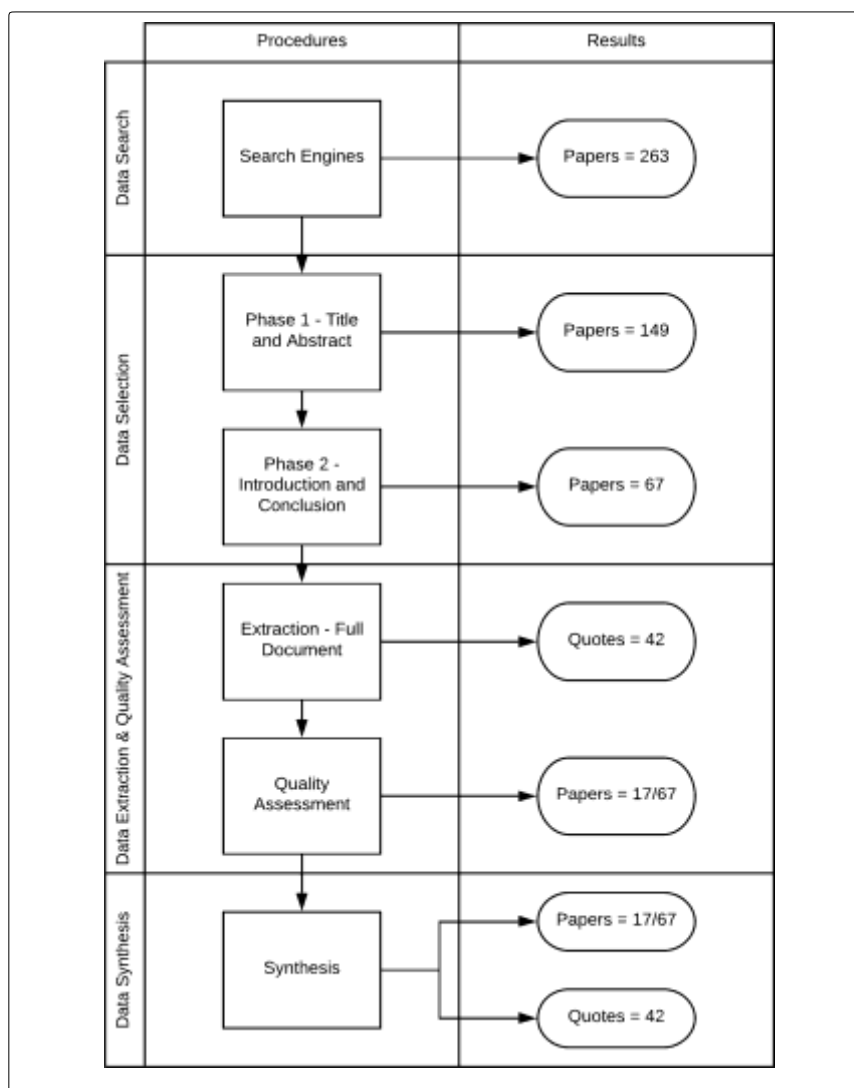 Procedures
Results
Data Search
Search Engines
Papers = 263
Data Selection
Phase 1 - Title
and Abstract
Papers = 149
Phase 2 -
Introduction and
Conclusion
Papers = 67
Data Extraction & Quality Assessment
Extraction - Full
Document
Quotes = 42
Quality
Assessment
Papers = 17/67
Data Synthesis
Synthesis
Papers = 17/67
Quotes = 42